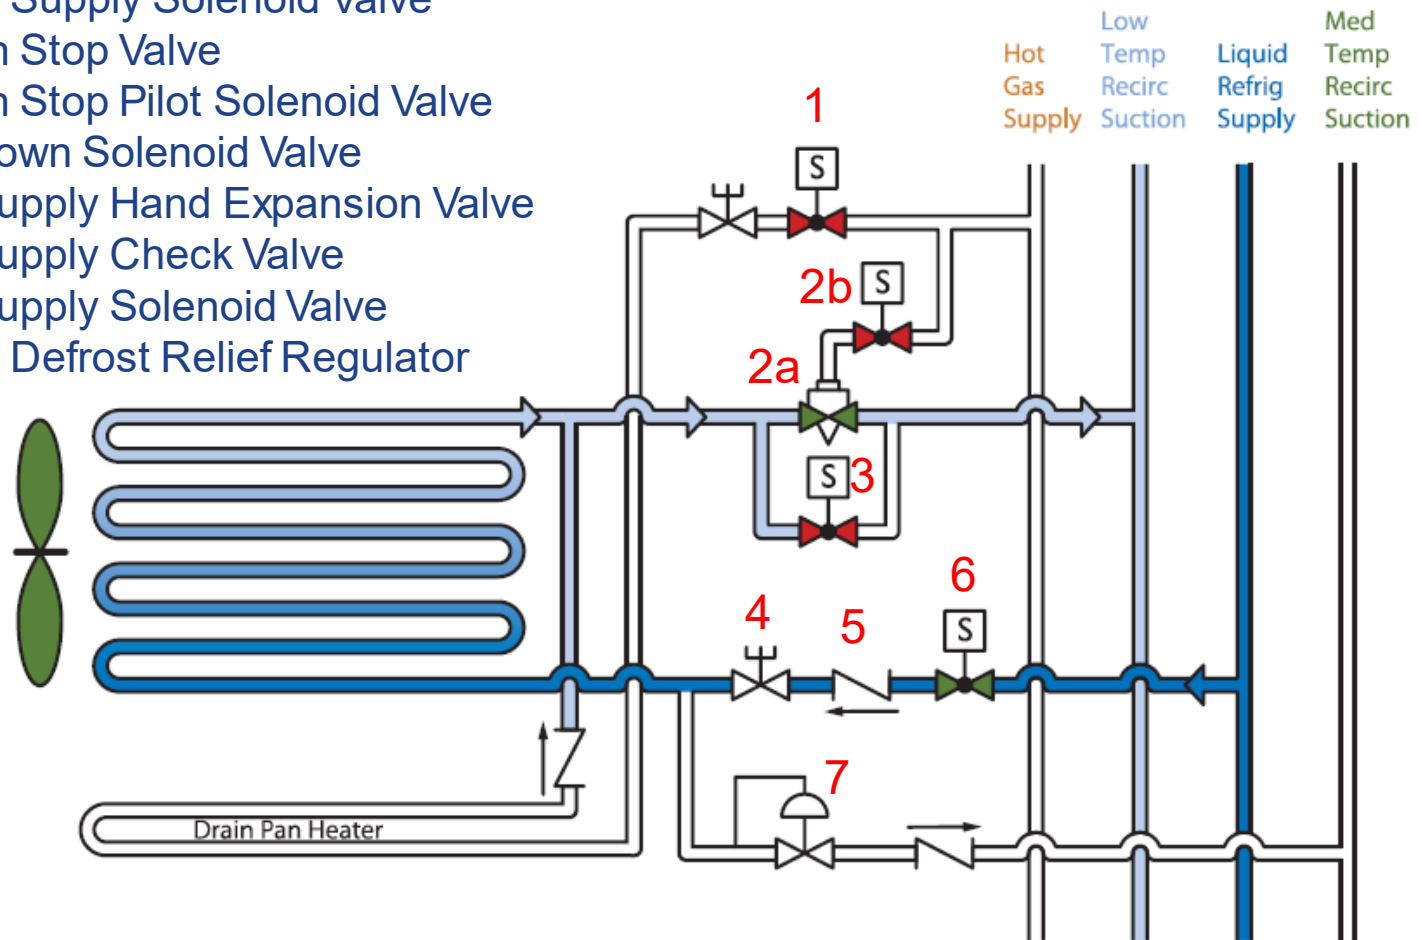 Supply Solenoid Valve
n Stop Valve
n Stop Pilot Solenoid Valve
own Solenoid Valve
upply Hand Expansion Valve
upply Check Valve
upply Solenoid Valve
Defrost Relief Regulator
Hot
Gas
Supply
Low
Temp
Recirc
Suction
Liquid
Refrig
Supply
Med
Temp
Recirc
Suction
1
S
2b
S
2a
S
3
6
S
4
5
7
Drain Pan Heater